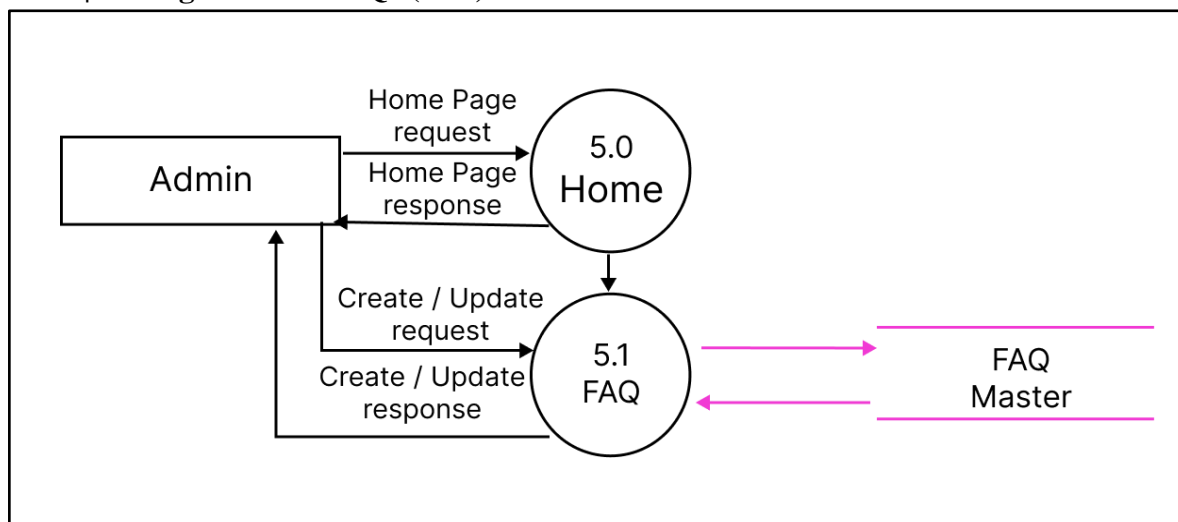 Home Page
request
5.0
Home
Admin
Home Page
response
Create / Update
request
5.1
FAQ
Create / Update
response
FAQ
Master